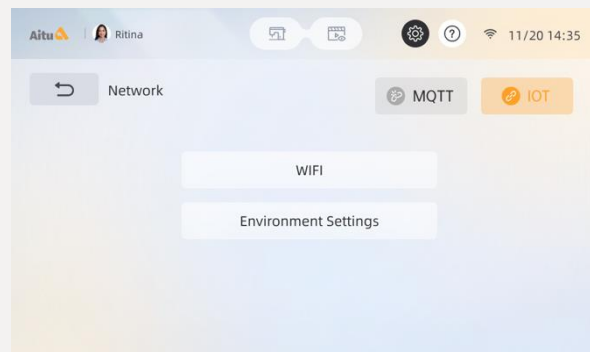 Aitu Ritina ? 11/20 14:35
Network MQTT IOT
WIFI
Environment Settings